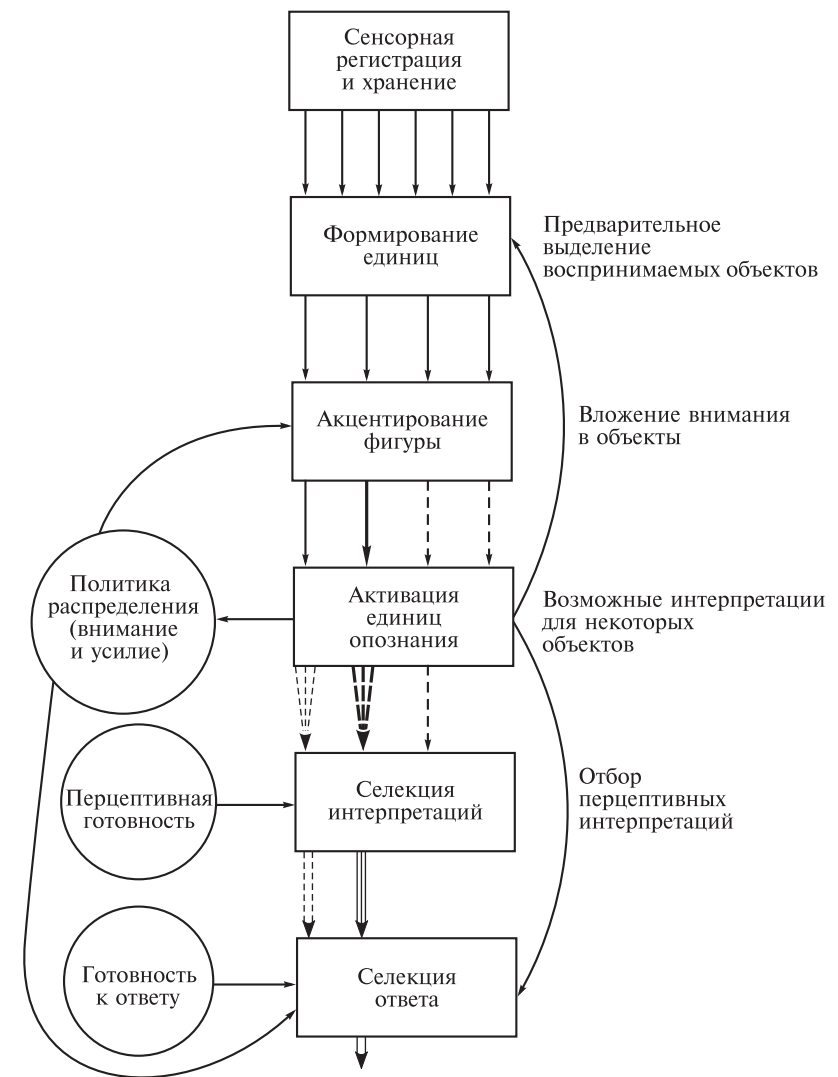 Сенсорная
регистрация
и хранение
Формирование
единиц
Предварительное
выделение
воспринимаемых объектов
Акцентирование
фигуры
Вложение внимания
в объекты
Политика
распределения
(внимание
и усилие)
Активация
единиц
опознания
Возможные интерпретации
для некоторых
объектов
Перцептивная
готовность
Селекция
интерпретаций
Отбор
перцептивных
интерпретаций
Готовность
к ответу
Селекция
ответа